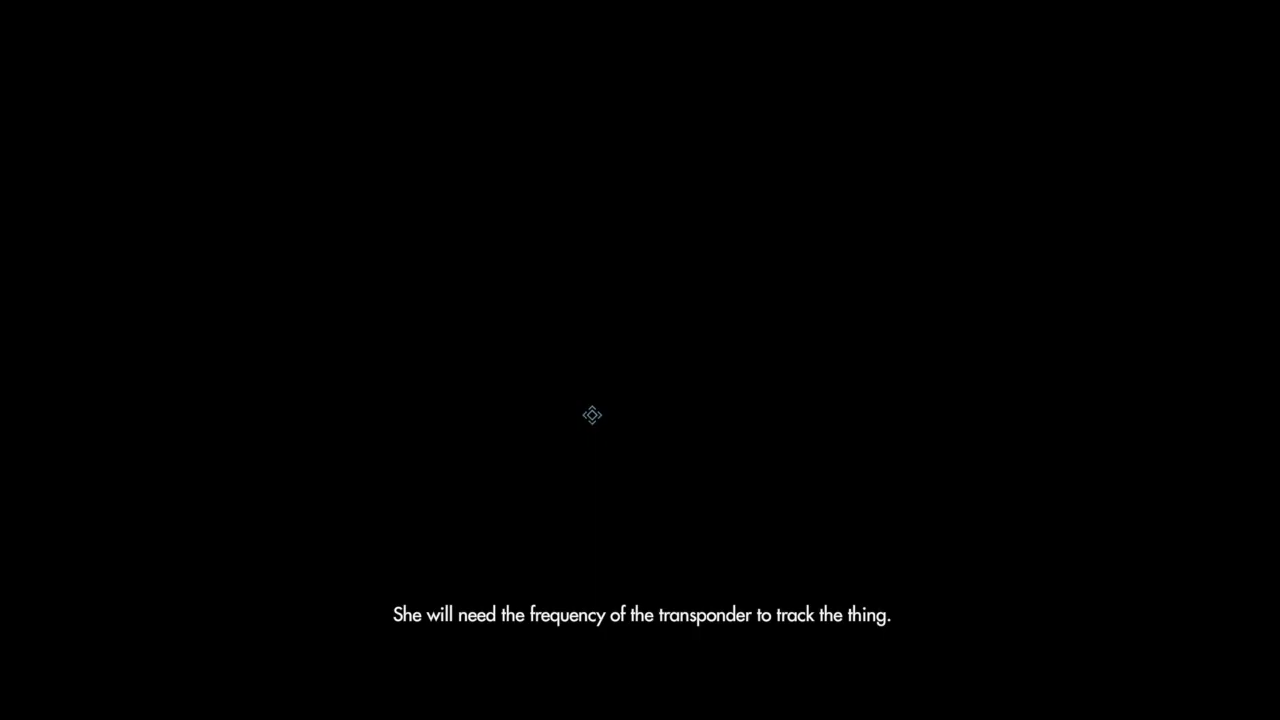 She will need the frequency of the transponder to track the thing.